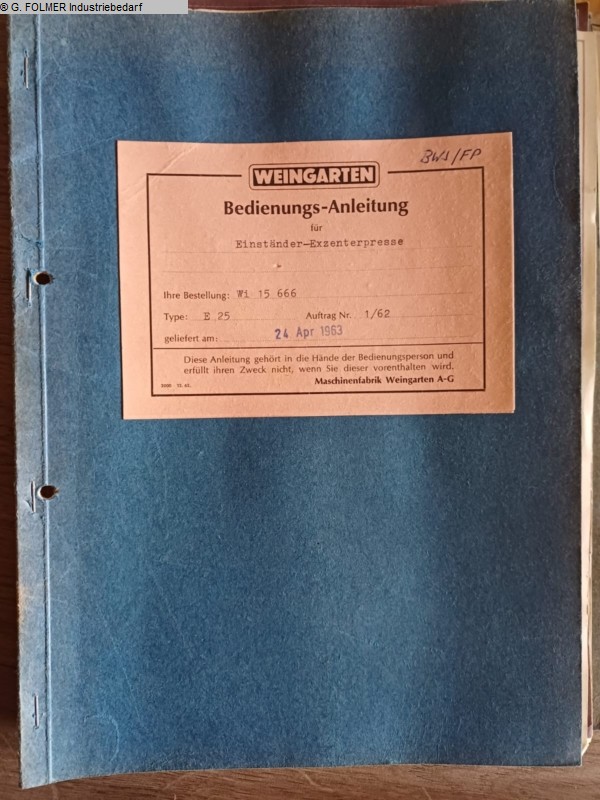 © G. FOLMER Industriebedarf
BWS/FP
WEINGARTEN
Bedienungs-Anleitung
für
Einständer-Exzenterpresse
Ihre Bestellung: Wi 15 666
Type: E 25 Auftrag Nr. 1/62
geliefert am: 24 Apr 1963
Diese Anleitung gehört in die Hände der Bedienungsperson und
erfüllt ihren Zweck nicht, wenn Sie dieser vorenthalten wird.
Maschinenfabrik Weingarten A-G